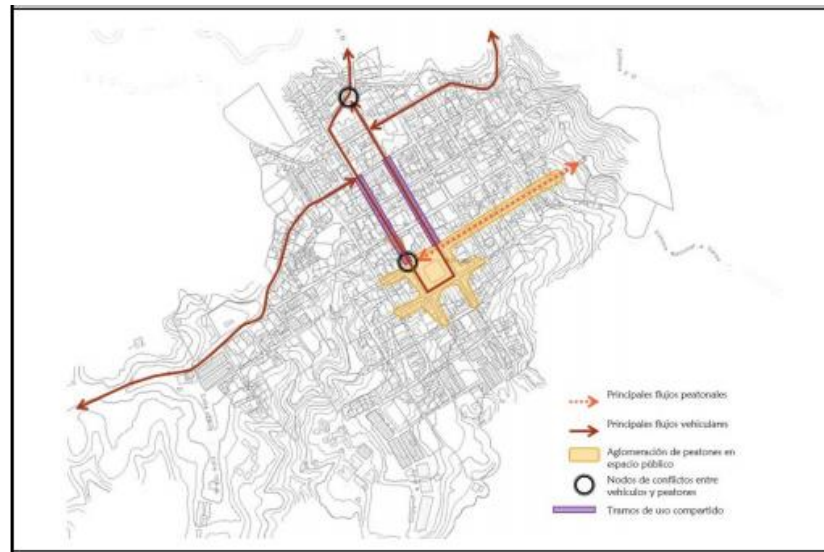 Principales flujos peatonales
Principales flujos vehiculares
Aglomeración de peatones en
espacio público
Nodos de conflictos entre
vehículos y peatones
Tramos de uso compartido